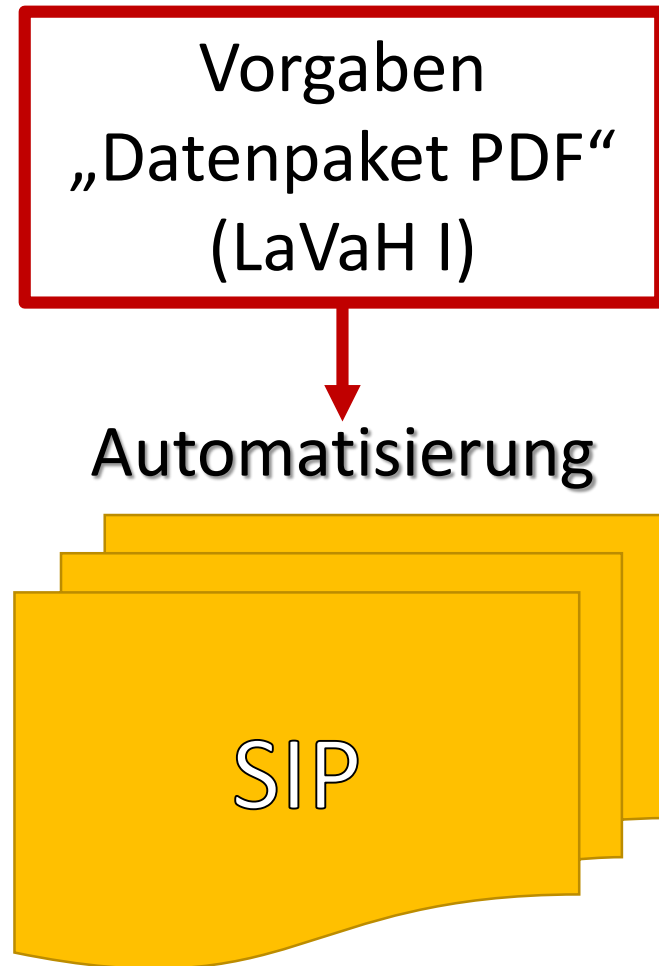 Vorgaben
„Datenpaket PDF“
(LaVaH I)
Automatisierung
SIP